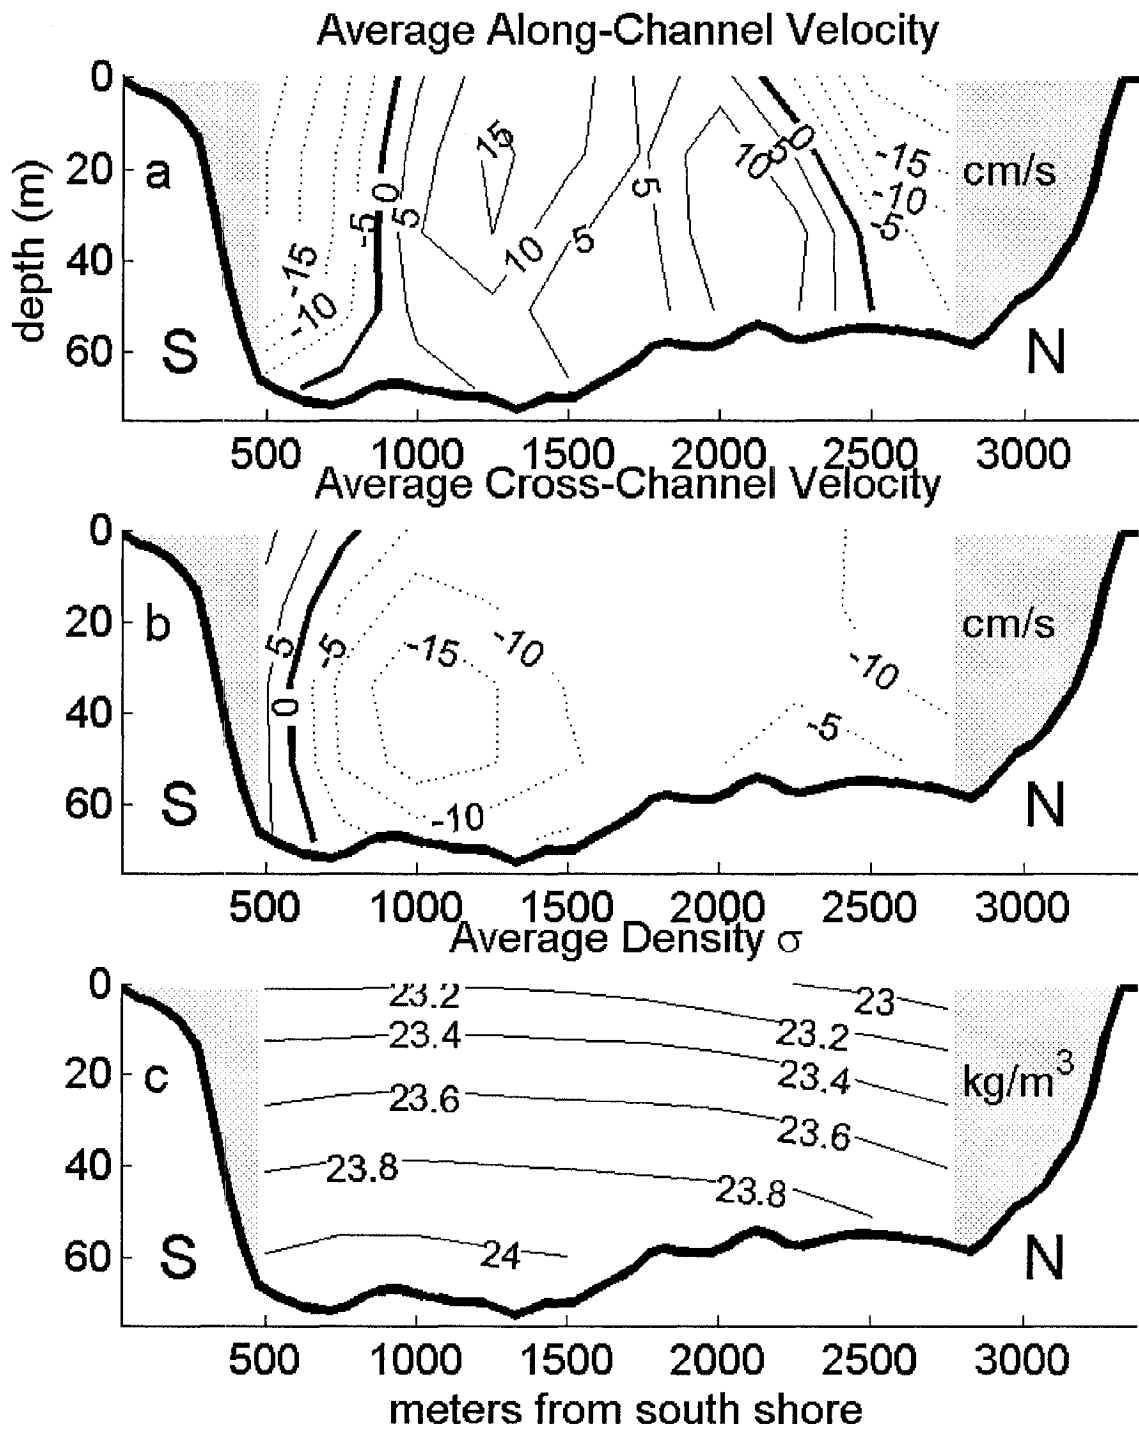 Average Along-Channel Velocity
0
20
40
60
depth (m)
a
S
N
cm/s
15
0
5
-5
-15
-10
10
5
5
10
5
0
-15
-10
-5
500 1000 1500 2000 2500 3000
Average Cross-Channel Velocity
0
20
40
60
b
S
N
cm/s
5
-5
-15
-10
0
-10
-10
-5
500 1000 1500 2000 2500 3000
Average Density σ
0
20
40
60
c
S
N
kg/m³
23.2
23
23.4
23.2
23.6
23.4
23.6
23.8
23.8
24
500 1000 1500 2000 2500 3000
meters from south shore